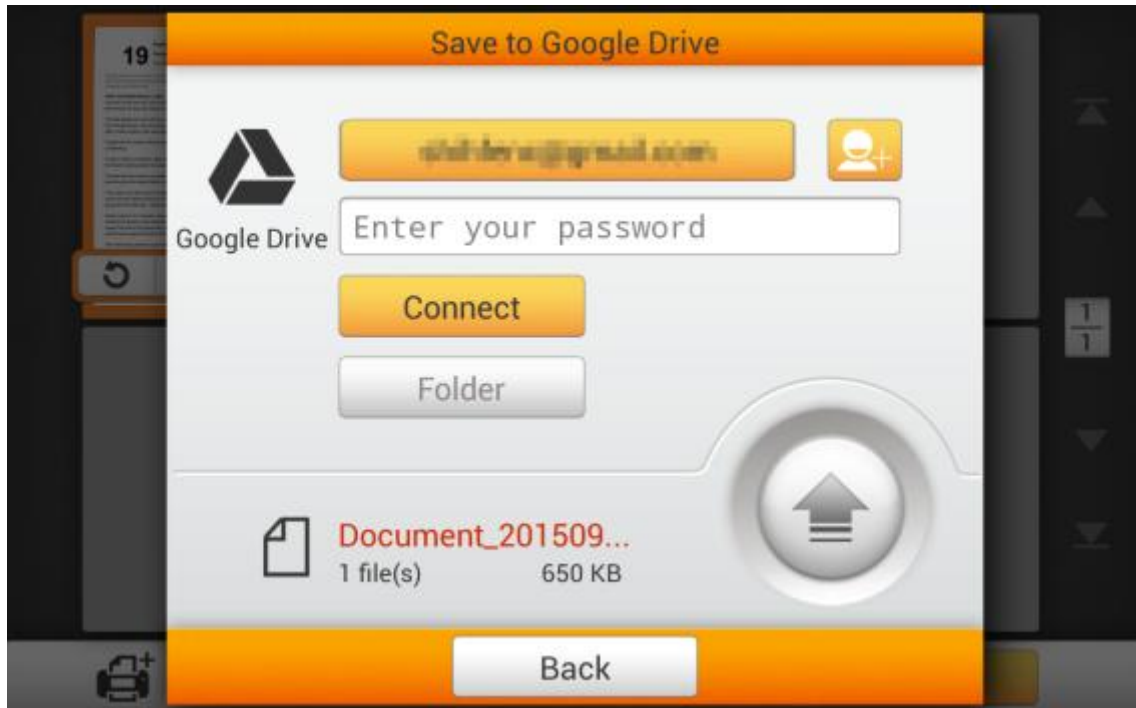 Save to Google Drive
19
Google Drive
Enter your password
Connect
Folder
1
1
Document_201509...
1 file(s) 650 KB
Back